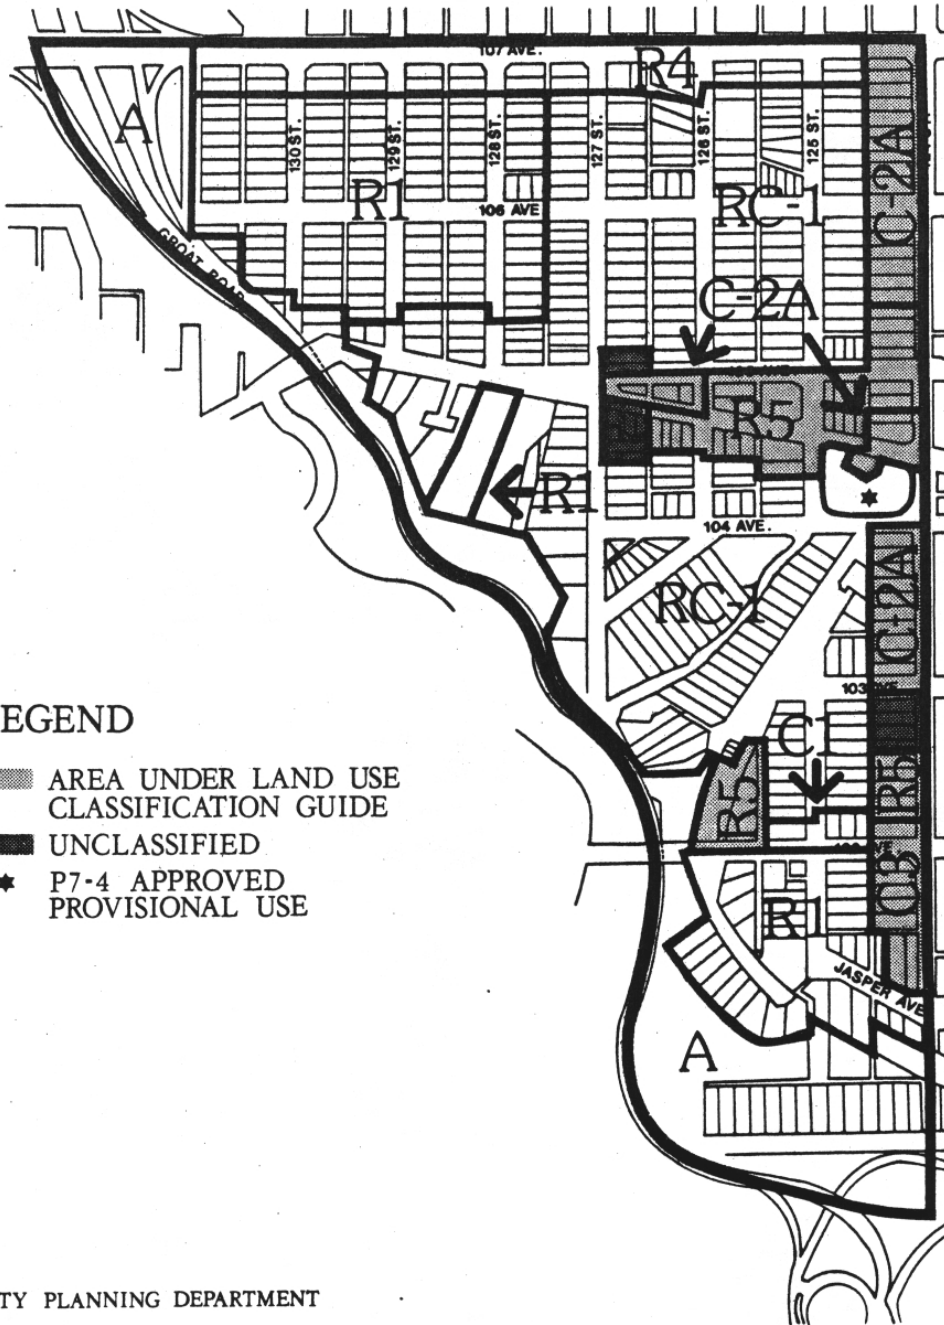 107 AVE.
R4
A
130 ST.
129 ST.
128 ST.
127 ST.
126 ST.
125 ST.
C-2A
R1
106 AVE
RC-1
GROAT ROAD
C-2A
R5
R1
104 AVE.
RC-1
C-2A
103
C1
R5
R5
OB
R1
JASPER AVE
A
EGEND
AREA UNDER LAND USE
CLASSIFICATION GUIDE
UNCLASSIFIED
P7-4 APPROVED
PROVISIONAL USE
TY PLANNING DEPARTMENT